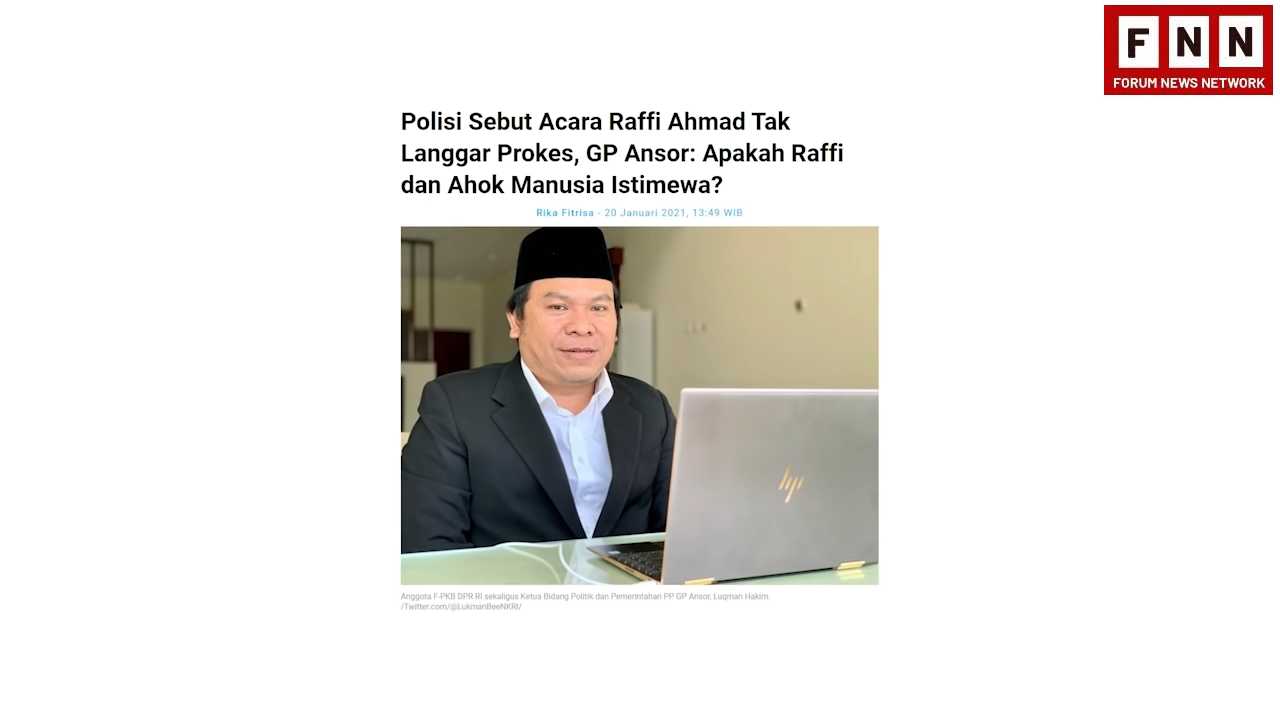 FNN
FORUM NEWS NETWORK
Polisi Sebut Acara Raffi Ahmad Tak
Langgar Prokes, GP Ansor: Apakah Raffi
dan Ahok Manusia Istimewa?
Rika Fitrisa - 20 Januari 2021, 13:49 WIB
hp
Anggota F-PKB DPR RI sekaligus Ketua Bidang Politik dan Pemerintahan PP GP Ansor, Luqman Hakim.
/Twitter.com/@LukmanBeeNKRI/